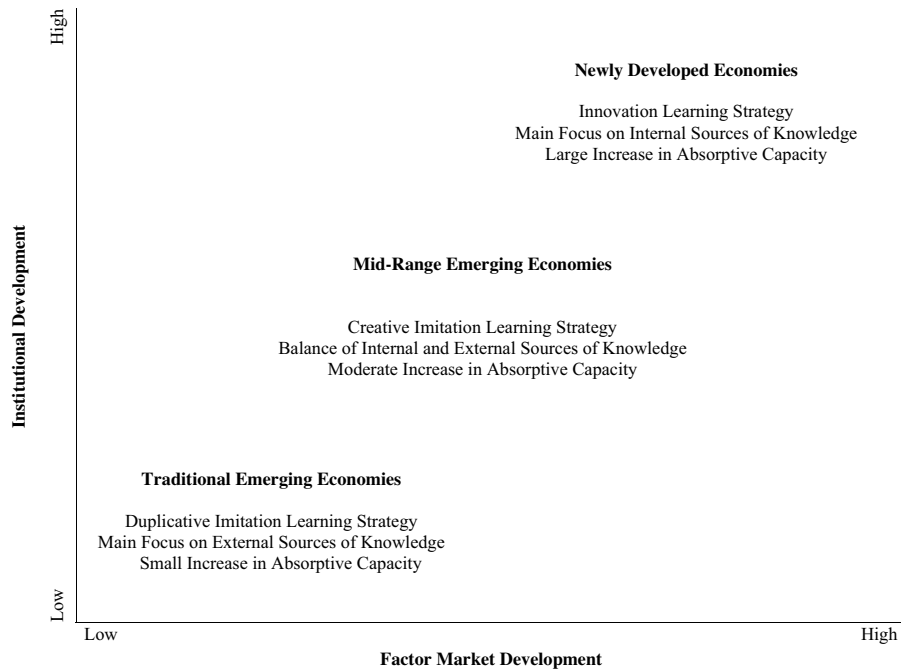 High
Newly Developed Economies
Innovation Learning Strategy
Main Focus on Internal Sources of Knowledge
Large Increase in Absorptive Capacity
Institutional Development
Mid-Range Emerging Economies
Creative Imitation Learning Strategy
Balance of Internal and External Sources of Knowledge
Moderate Increase in Absorptive Capacity
Traditional Emerging Economies
Duplicative Imitation Learning Strategy
Main Focus on External Sources of Knowledge
Small Increase in Absorptive Capacity
Low
Low
High
Factor Market Development